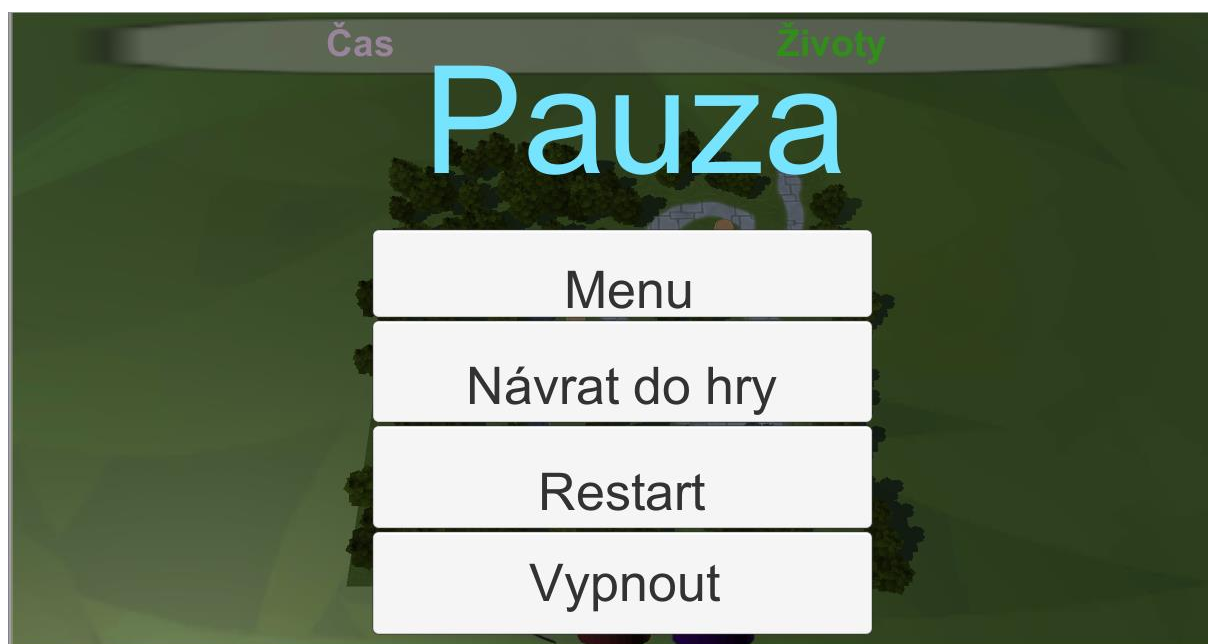 Čas Životy
Pauza
Menu
Návrat do hry
Restart
Vypnout